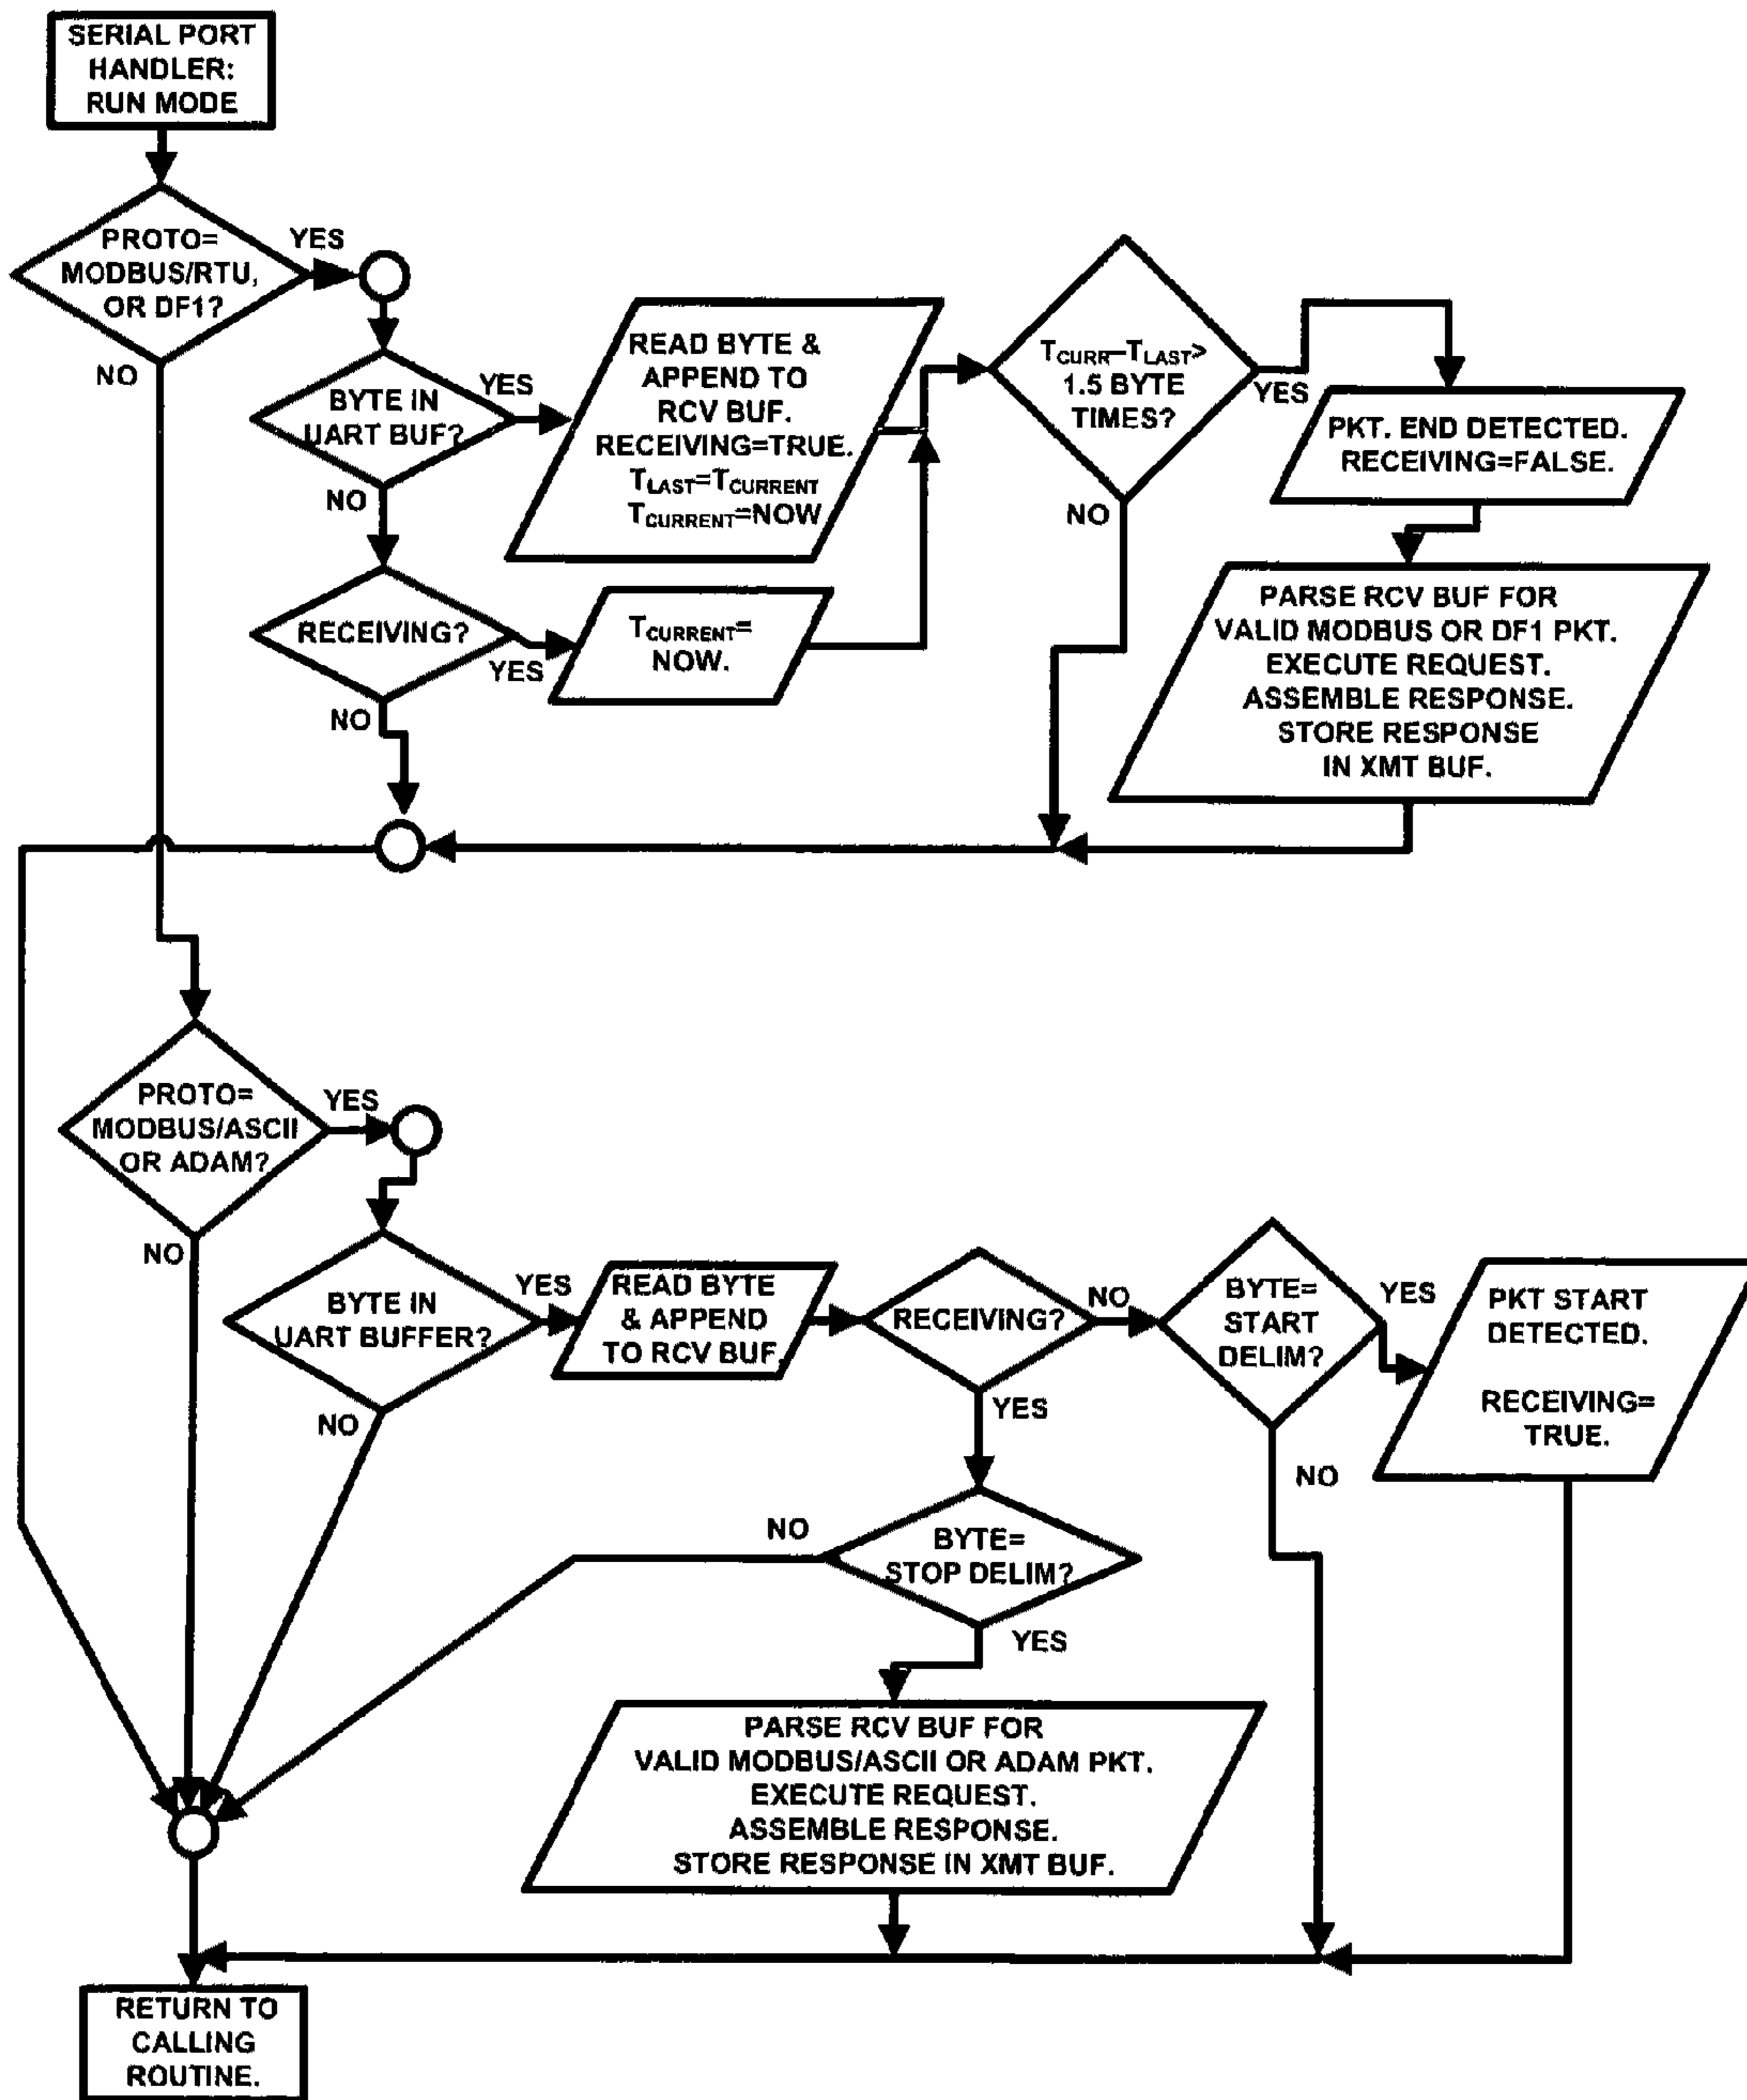 SERIAL PORT
HANDLER:
RUN MODE
PROTO=
MODBUS/RTU,
OR DF1?
YES
NO
BYTE IN
UART BUF?
YES
NO
READ BYTE &
APPEND TO
RCV BUF.
RECEIVING=TRUE.
TLAST=TCURRENT
TCURRENT=NOW
RECEIVING?
YES
NO
TCURRENT=
NOW.
TCURR–TLAST>
1.5 BYTE
TIMES?
YES
NO
PKT. END DETECTED.
RECEIVING=FALSE.
PARSE RCV BUF FOR
VALID MODBUS OR DF1 PKT.
EXECUTE REQUEST.
ASSEMBLE RESPONSE.
STORE RESPONSE
IN XMT BUF.
PROTO=
MODBUS/ASCII
OR ADAM?
YES
NO
BYTE IN
UART BUFFER?
YES
NO
READ BYTE
& APPEND
TO RCV BUF.
RECEIVING?
NO
YES
BYTE=
START
DELIM?
YES
NO
PKT START
DETECTED.
RECEIVING=
TRUE.
BYTE=
STOP DELIM?
NO
YES
PARSE RCV BUF FOR
VALID MODBUS/ASCII OR ADAM PKT.
EXECUTE REQUEST.
ASSEMBLE RESPONSE.
STORE RESPONSE IN XMT BUF.
RETURN TO
CALLING
ROUTINE.